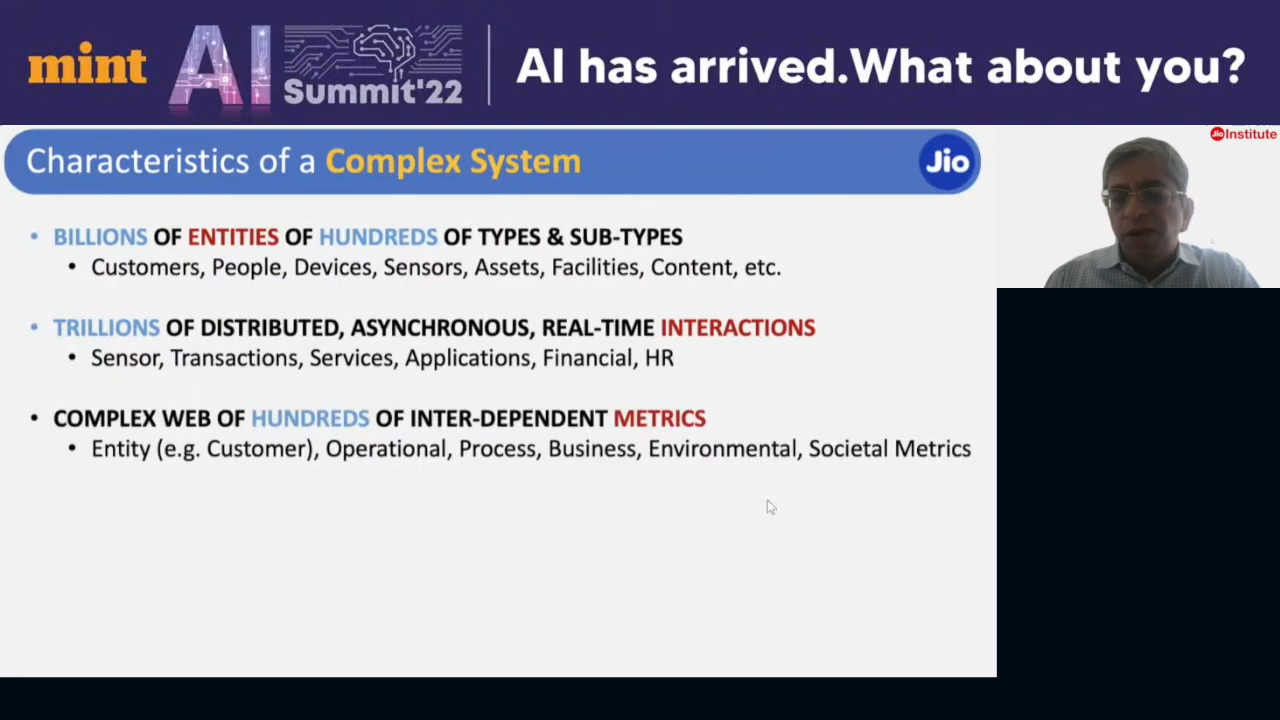 mint AI Summit'22 AI has arrived.What about you?
Jio Institute
Characteristics of a Complex System Jio
• BILLIONS OF ENTITIES OF HUNDREDS OF TYPES & SUB-TYPES
• Customers, People, Devices, Sensors, Assets, Facilities, Content, etc.
• TRILLIONS OF DISTRIBUTED, ASYNCHRONOUS, REAL-TIME INTERACTIONS
• Sensor, Transactions, Services, Applications, Financial, HR
• COMPLEX WEB OF HUNDREDS OF INTER-DEPENDENT METRICS
• Entity (e.g. Customer), Operational, Process, Business, Environmental, Societal Metrics